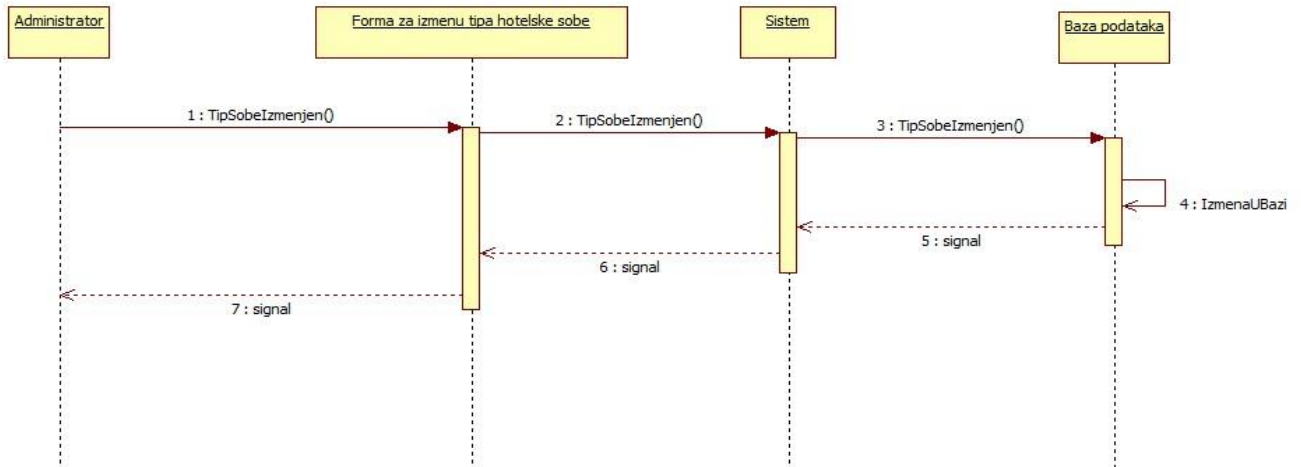 Administrator
Forma za izmenu tipa hotelske sobe
Sistem
Baza podataka
1 : TipSobeIzmenjen()
2 : TipSobeIzmenjen()
3 : TipSobeIzmenjen()
4 : IzmenaUBazi
5 : signal
6 : signal
7 : signal